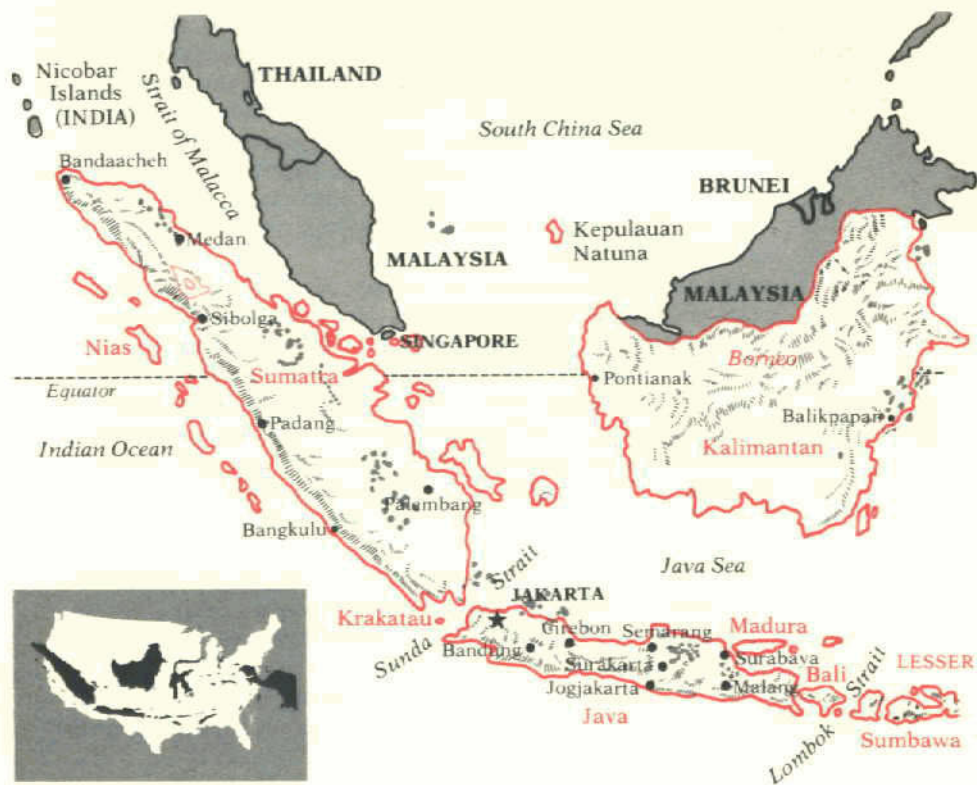 THAILAND
Nicobar
Islands
(INDIA)
Strait of Malacca
South China Sea
Bandaacheh
BRUNEI
Medan
Kepulauan
Natuna
MALAYSIA
MALAYSIA
Sibolga
SINGAPORE
Nias
Borneo
Sumatra
Pontianak
Equator
Balikpapan
Padang
Indian Ocean
Kalimantan
Palembang
Bangkulu
Java Sea
Sunda Strait
JAKARTA
Krakatau
Cirebon
Semarang
Madura
Bandung
Surakarta
Surabaya
Bali
LESSER
Jogjakarta
Malang
Java
Lombok Strait
Sumbawa